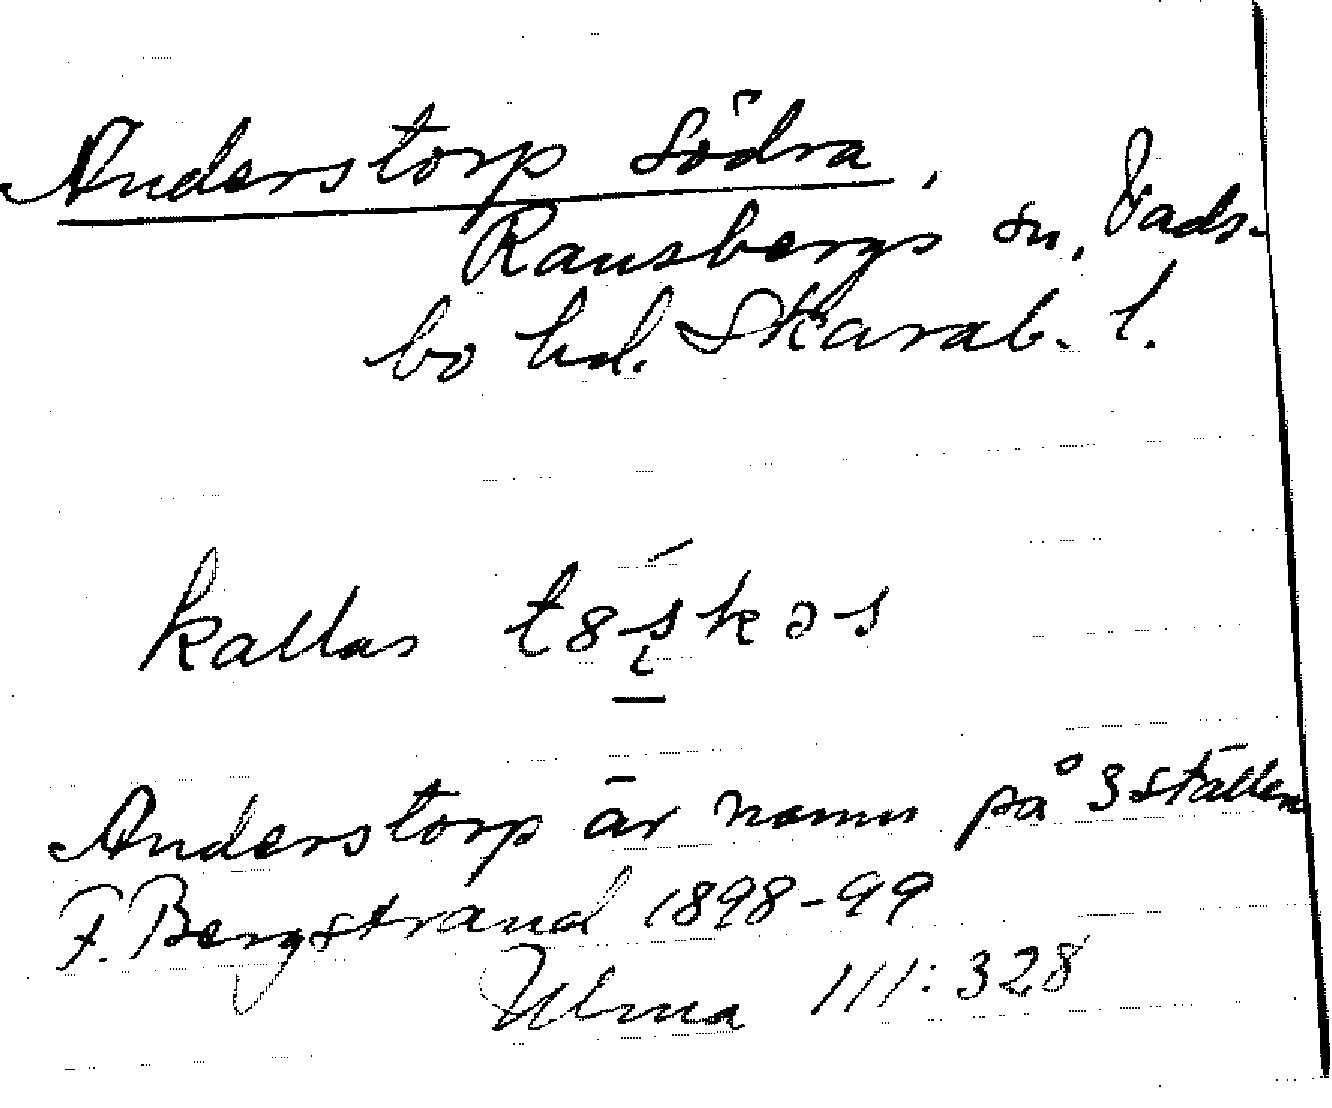 Anderstorp södra,
Ransbergs sn, Vads-
bo hd. Skarab. l.
kallas
Anderstorp är namn på 3 ställen
F. Bergstrand 1898-99
Ulma 111:328